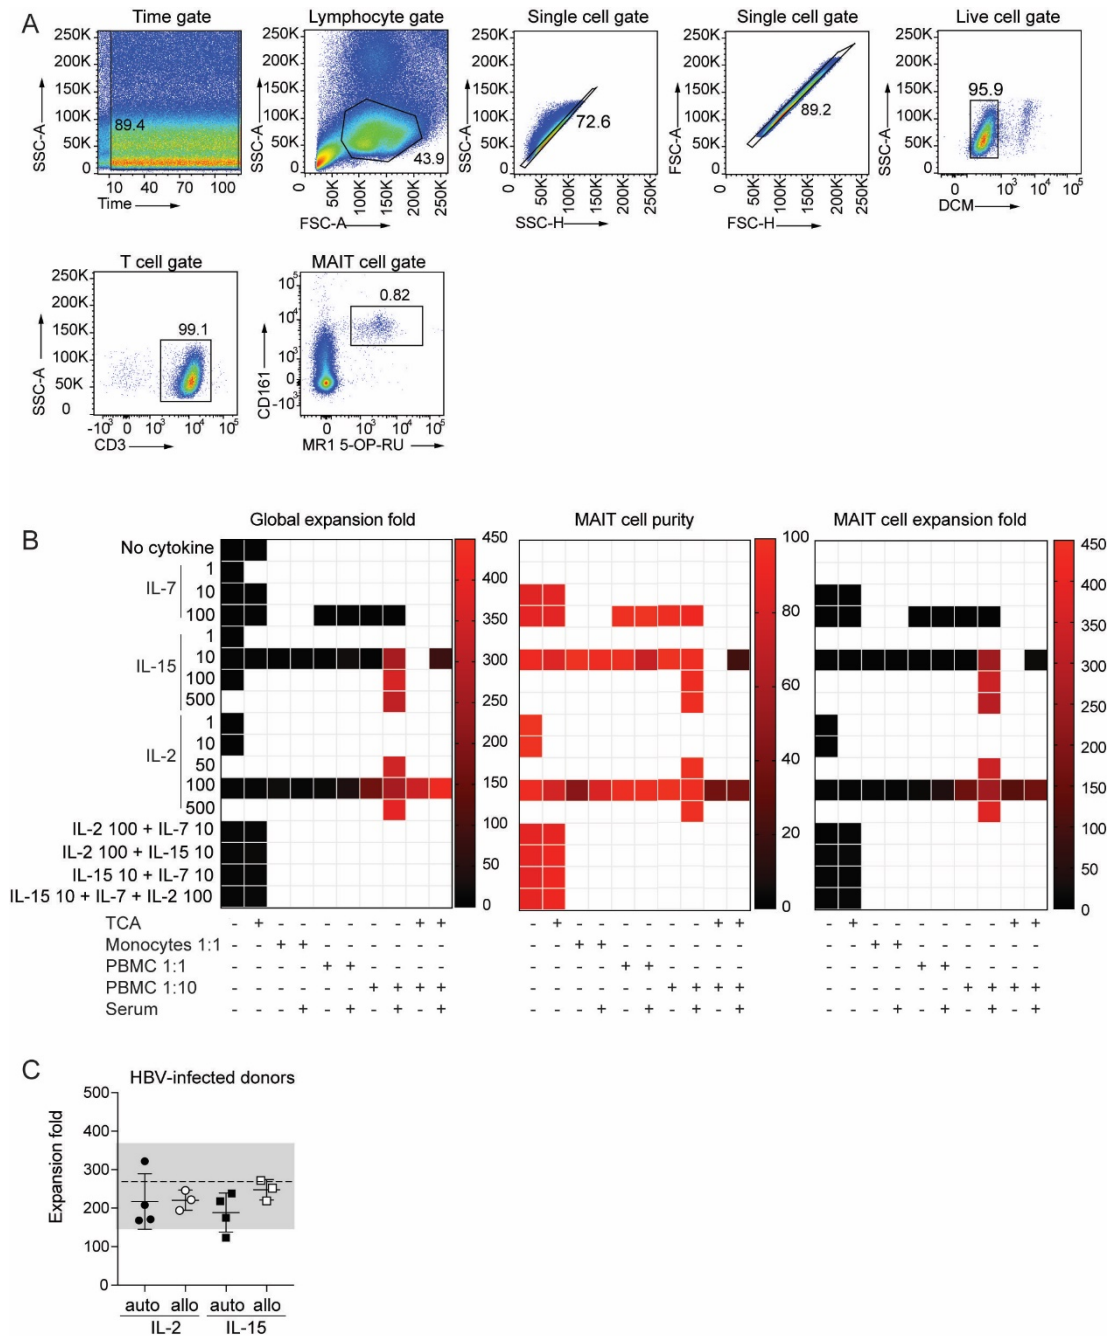 A
Time gate
Lymphocyte gate
Single cell gate
Single cell gate
Live cell gate
250K
200K
150K
100K
50K
0
SSC-A
89.4
10 40 70 100
Time
250K
200K
150K
100K
50K
0
SSC-A
43.9
50K 100K 150K 200K 250K
FSC-A
250K
200K
150K
100K
50K
0
SSC-A
72.6
0 50K 100K 150K 200K 250K
SSC-H
250K
200K
150K
100K
50K
0
FSC-A
89.2
0 50K 100K 150K 200K 250K
FSC-H
250K
200K
150K
100K
50K
0
SSC-A
95.9
0 10³ 10⁴ 10⁵
DCM
T cell gate
MAIT cell gate
250K
200K
150K
100K
50K
0
SSC-A
99.1
-10³ 0 10³ 10⁴ 10⁵
CD3
10⁵
10⁴
10³
0
-10³
CD161
0.82
0 10³ 10⁴ 10⁵
MR1 5-OP-RU
B
Global expansion fold
MAIT cell purity
MAIT cell expansion fold
No cytokine
IL-7
1
10
100
IL-15
1
10
100
500
IL-2
1
10
50
100
500
IL-2 100 + IL-7 10
IL-2 100 + IL-15 10
IL-15 10 + IL-7 10
IL-15 10 + IL-7 + IL-2 100
450
400
350
300
250
200
150
100
50
0
100
80
60
40
20
0
450
400
350
300
250
200
150
100
50
0
TCA - + - - - - - - + + - + - - - - - - + + - + - - - - - - + +
Monocytes 1:1 - - + + - - - - - - - - + + - - - - - - - - + + - - - - - -
PBMC 1:1 - - - - + + - - - - - - - - + + - - - - - - - - + + - - - -
PBMC 1:10 - - - - - - + + + + - - - - - - + + + + - - - - - - + + + +
Serum - - - + - + - + - + - - - + - + - + - + - - - + - + - + - +
C
HBV-infected donors
Expansion fold
500
400
300
200
100
0
auto allo auto allo
IL-2 IL-15